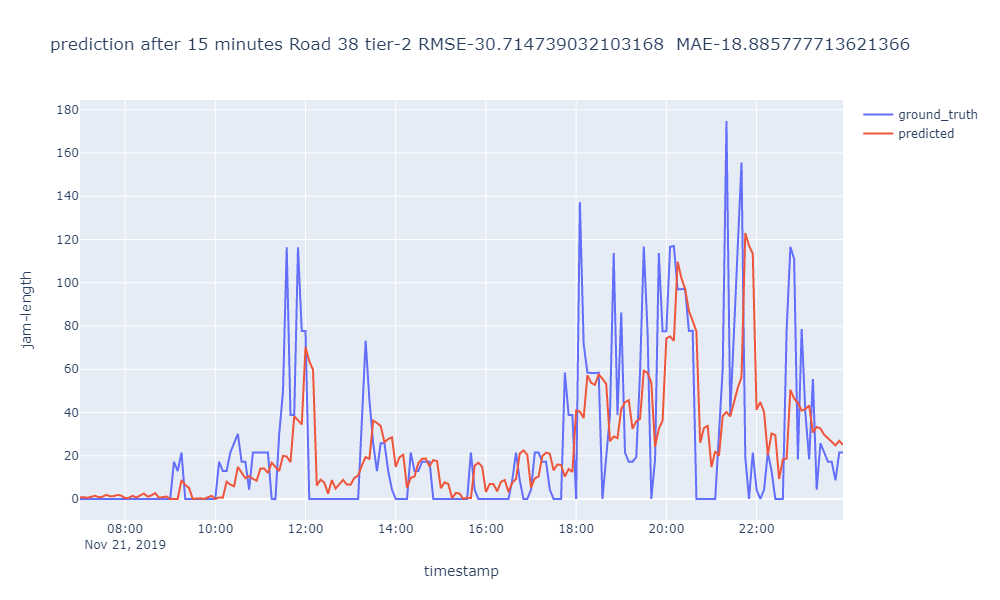 prediction after 15 minutes Road 38 tier-2 RMSE-30.714739032103168  MAE-18.885777713621366
ground_truth
predicted
jam-length
180
160
140
120
100
80
60
40
20
0
08:00 10:00 12:00 14:00 16:00 18:00 20:00 22:00
Nov 21, 2019
timestamp